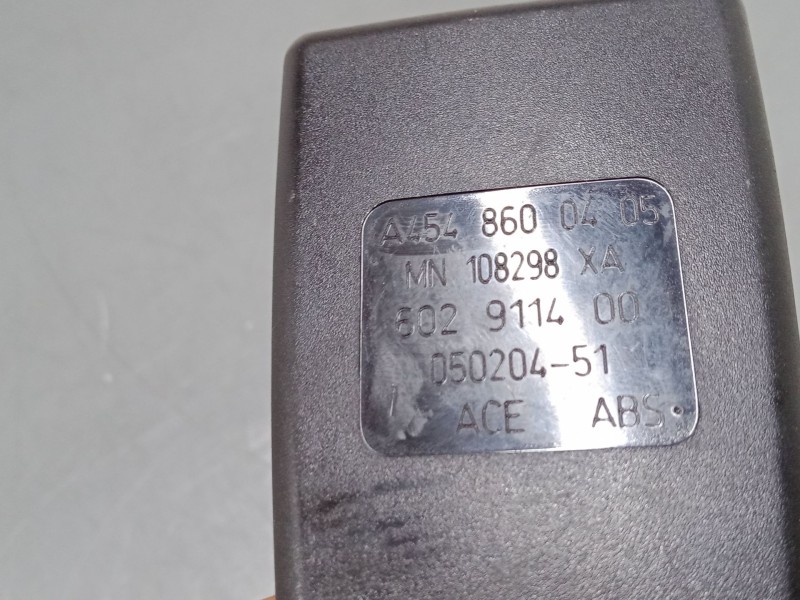 A454 860 04 05
MN 108298 XA
602 9114 00
050204-51
ACE ABS